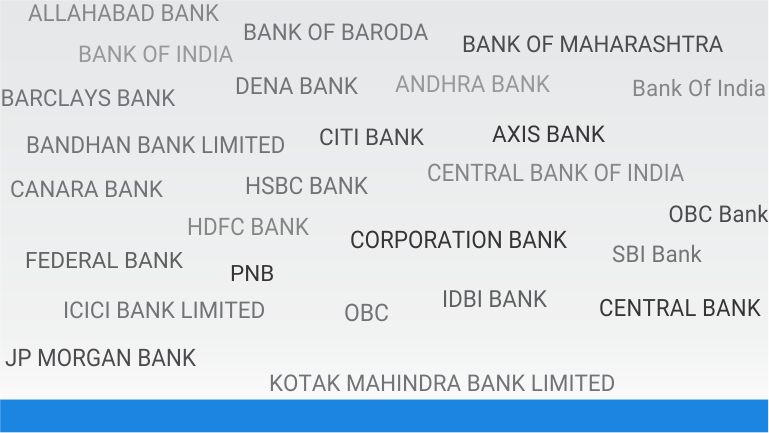 ALLAHABAD BANK
BANK OF BARODA
BANK OF MAHARASHTRA
BANK OF INDIA
DENA BANK
ANDHRA BANK
Bank Of India
BARCLAYS BANK
BANDHAN BANK LIMITED
CITI BANK
AXIS BANK
CENTRAL BANK OF INDIA
CANARA BANK
HSBC BANK
OBC Bank
HDFC BANK
CORPORATION BANK
SBI Bank
FEDERAL BANK
PNB
ICICI BANK LIMITED
OBC
IDBI BANK
CENTRAL BANK
JP MORGAN BANK
KOTAK MAHINDRA BANK LIMITED